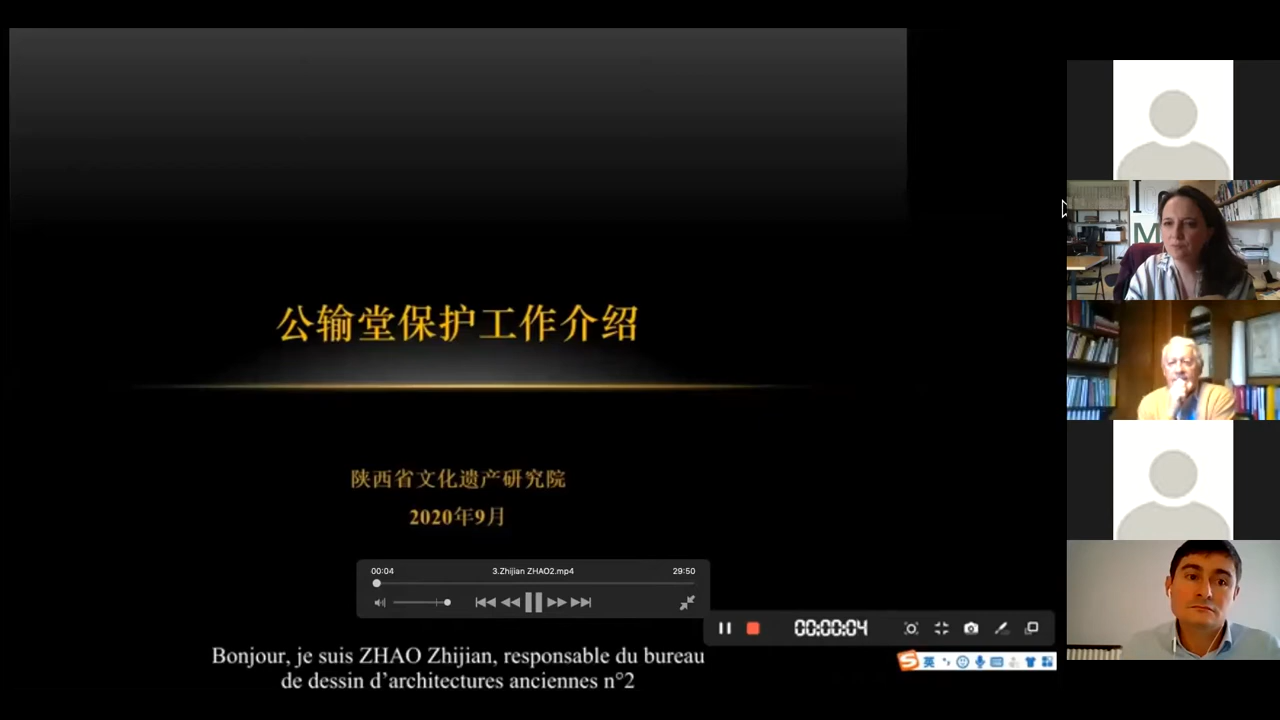 公输堂保护工作介绍
陕西省文化遗产研究院
2020年9月
00:04
3.Zhijian ZHAO2.mp4
29:50
00:00:04
英
Bonjour, je suis ZHAO Zhijian, responsable du bureau
de dessin d’architectures anciennes n°2